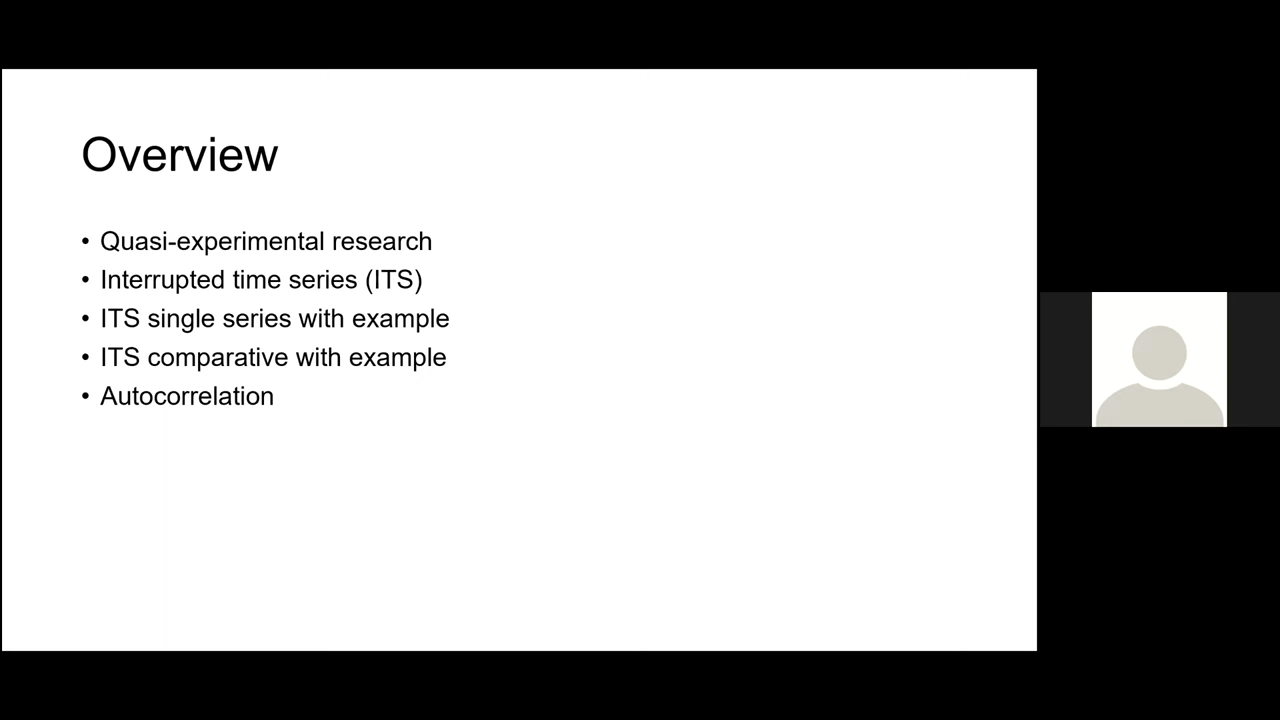 Overview
• Quasi-experimental research
• Interrupted time series (ITS)
• ITS single series with example
• ITS comparative with example
• Autocorrelation